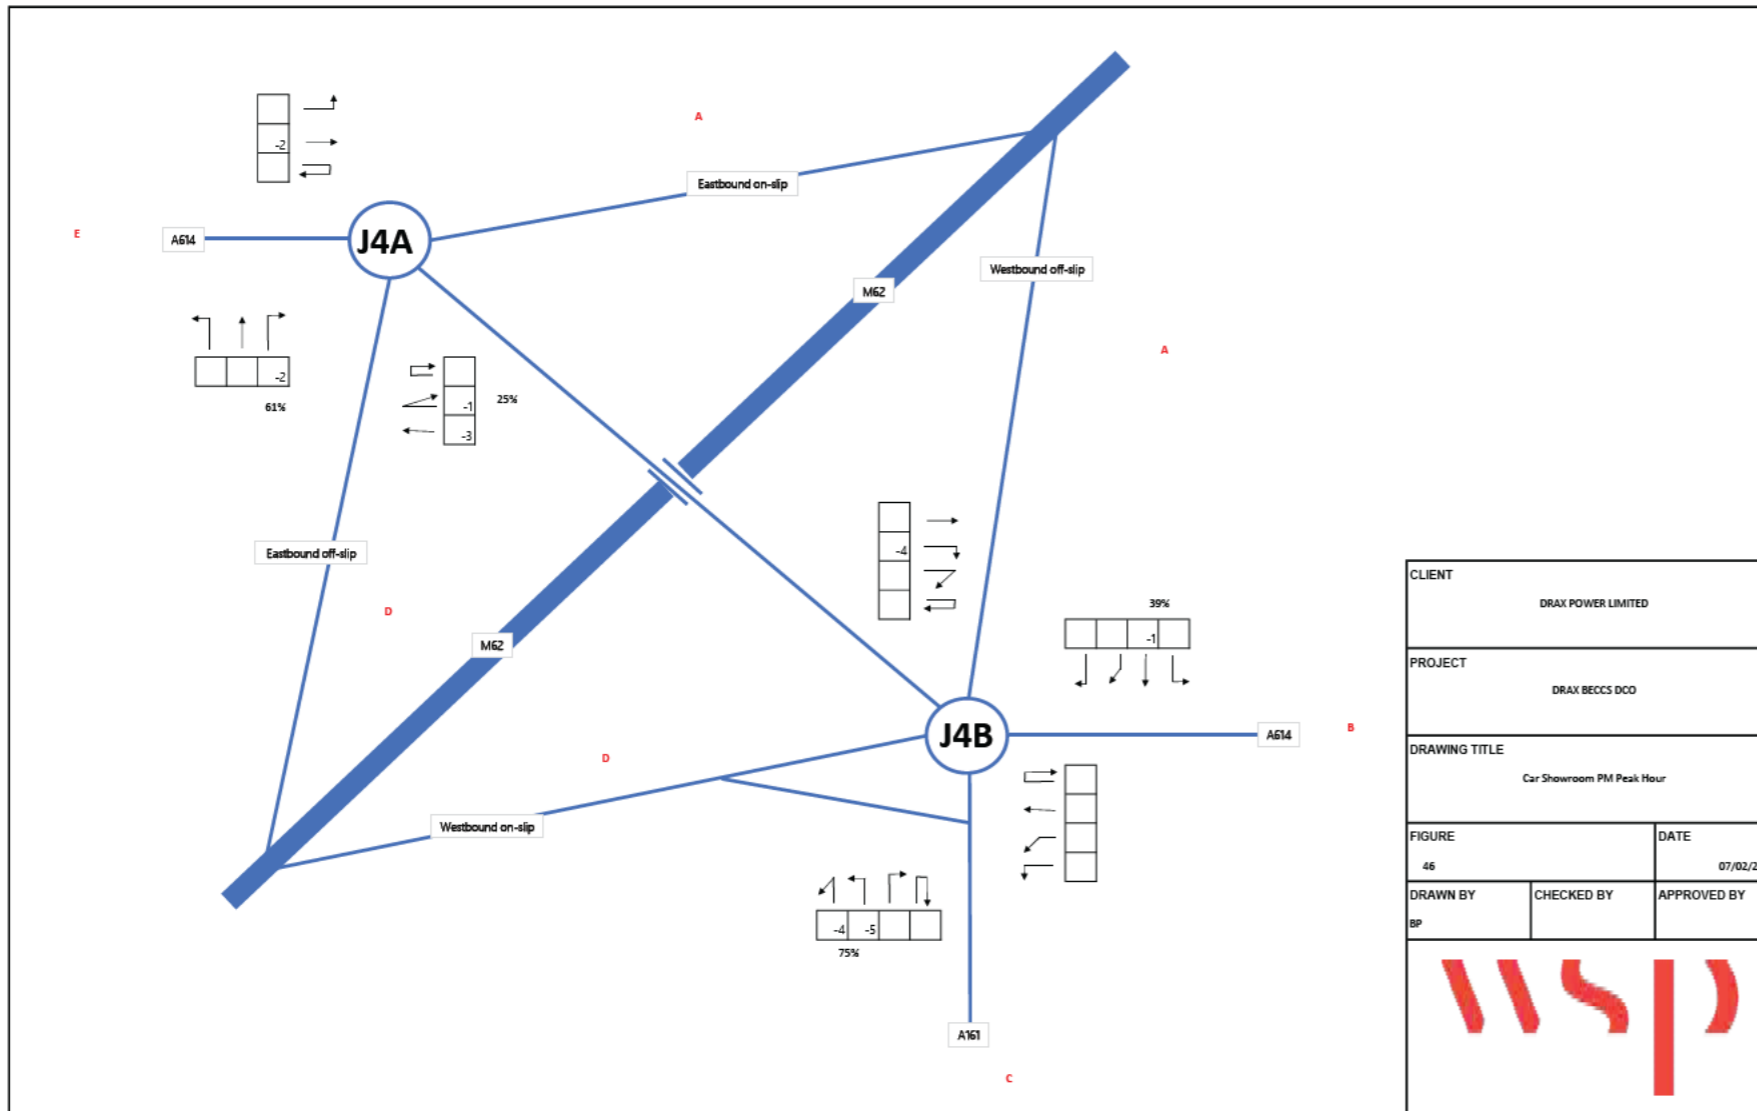 A
-2
Eastbound on-slip
E
A614
J4A
Westbound off-slip
M62
A
-2
61%
-1
25%
-3
-4
Eastbound off-slip
39%
-1
D
M62
J4B
A614
B
D
Westbound on-slip
-4 -5
75%
A161
C
CLIENT
DRAX POWER LIMITED
PROJECT
DRAX BECCS DCO
DRAWING TITLE
Car Showroom PM Peak Hour
FIGURE
46
DATE
07/02/2
DRAWN BY
BP
CHECKED BY
APPROVED BY
wsp